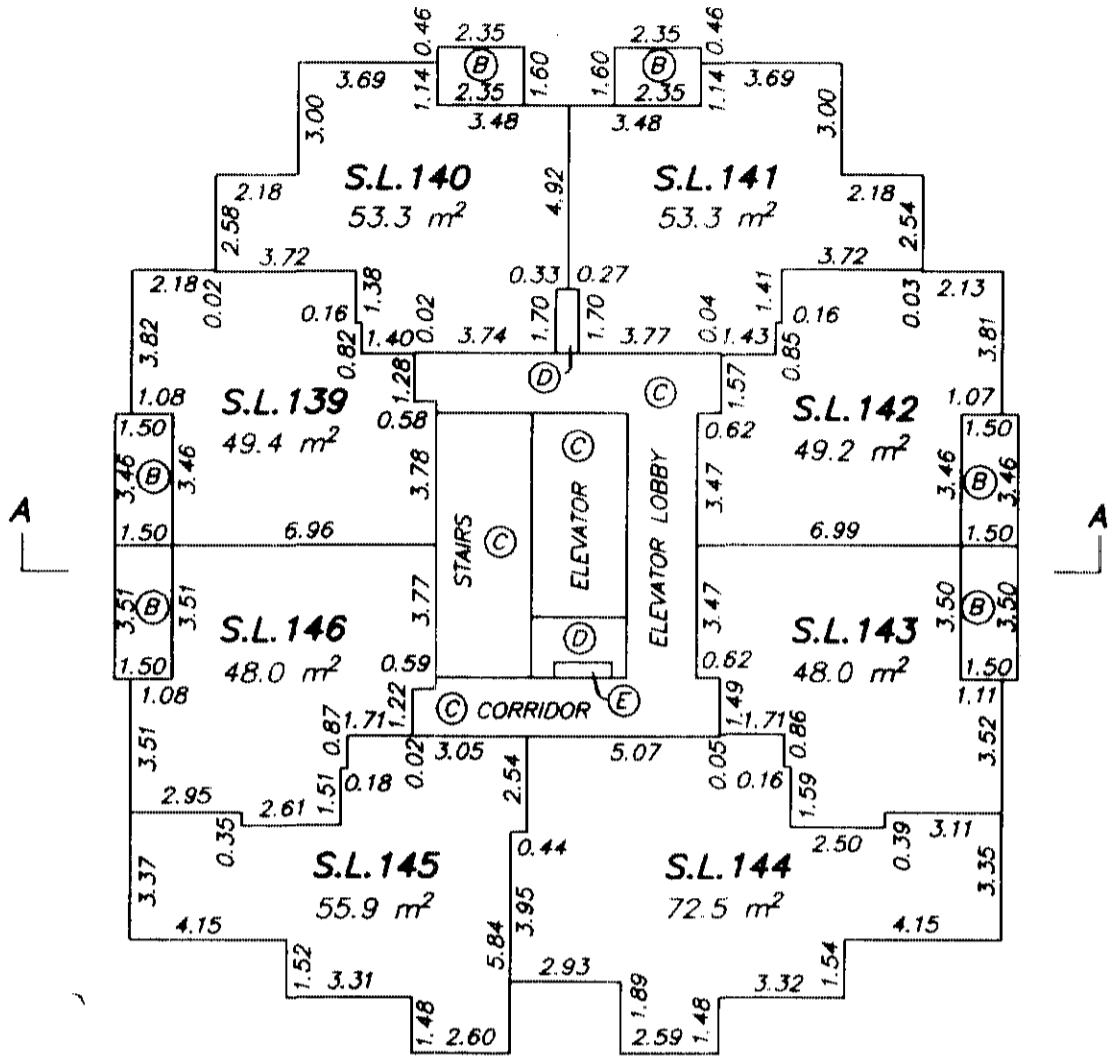 0.46 2.35 2.35 0.46
B B
3.69 1.14 2.35 1.60 1.60 2.35 1.14 3.69
3.00 3.48 3.48 3.00
S.L.140 S.L.141
53.3 m² 53.3 m²
2.18 4.92 2.18
2.58 2.54
2.18 0.02 3.72 0.33 0.27 3.72 0.03 2.13
1.38 1.41
0.16 0.02 1.70 1.70 0.04 0.16
3.82 0.82 1.40 3.74 3.77 1.43 0.85 3.81
D C
1.28 1.57
S.L.139 S.L.142
49.4 m² 49.2 m²
1.08 0.58 0.62 1.07
1.50 1.50
3.46 B 3.46 3.78 C 3.47 3.46 B 3.46
1.50 6.96 6.99 1.50
A A
STAIRS C ELEVATOR ELEVATOR LOBBY
3.51 B 3.51 3.77 3.47 3.50 B 3.50
S.L.146 S.L.143
48.0 m² 48.0 m²
D
1.50 0.59 0.62 1.50
1.08 1.11
1.22 1.49
C CORRIDOR E
3.51 0.87 1.71 3.05 5.07 1.71 0.86 3.52
0.18 0.02 2.54 0.05 0.16
2.95 2.61 1.51 1.59 2.50 3.11
0.35 0.44 0.39
S.L.145 S.L.144
55.9 m² 72.5 m²
3.37 3.95 3.35
4.15 5.84 4.15
1.52 3.31 2.93 1.89 3.32 1.54
1.48 2.60 2.59 1.48